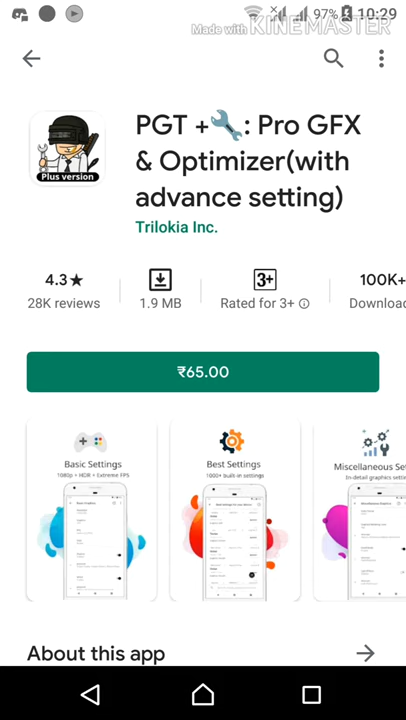 97% 10:29
Made with KINEMASTER
PGT +🔧: Pro GFX
& Optimizer(with
advance setting)
Trilokia Inc.
Plus version
4.3★
28K reviews
1.9 MB
3+
Rated for 3+
100K+
Downloa
₹65.00
Basic Settings
1080p + HDR + Extreme FPS
Best Settings
1000+ built-in settings
Miscellaneous Se
In-detail graphics setti
About this app